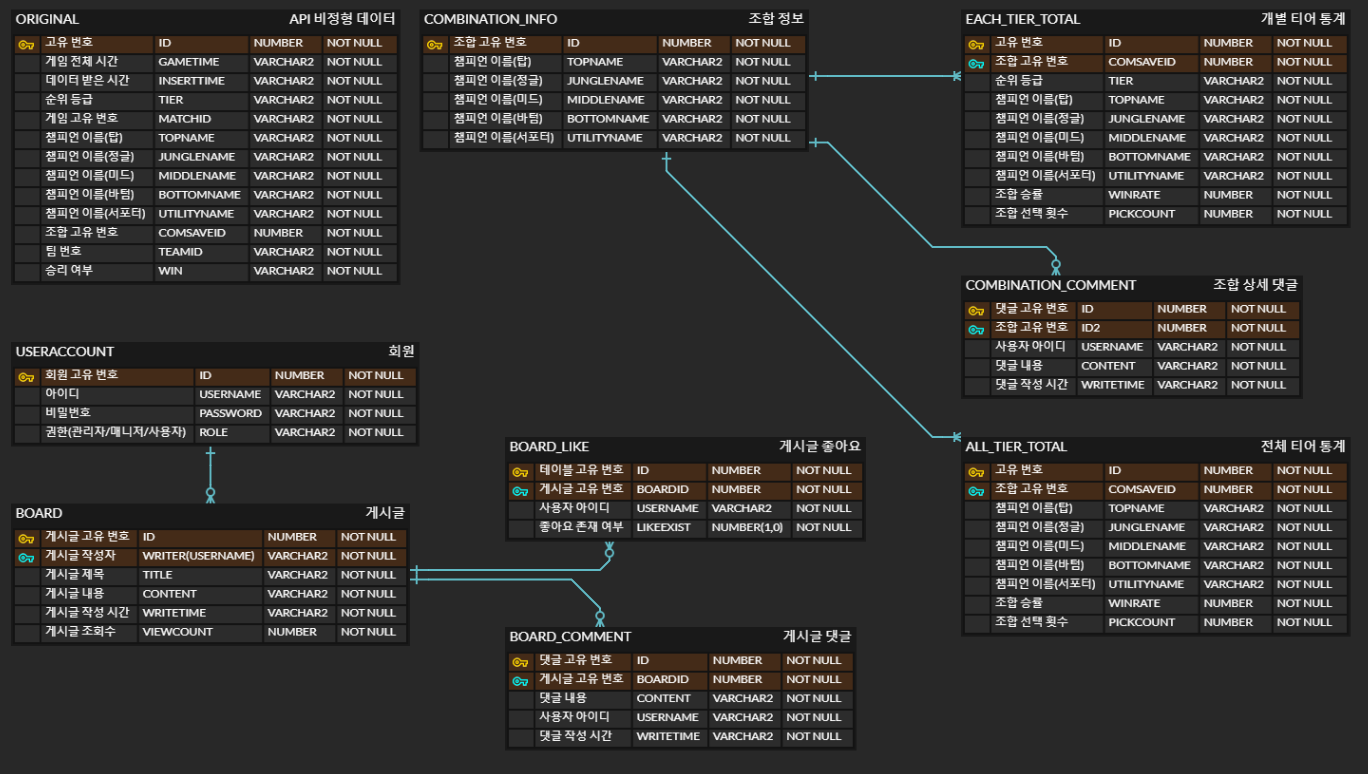 ORIGINAL API 비정형 데이터
고유 번호 ID NUMBER NOT NULL
게임 전체 시간 GAMETIME VARCHAR2 NOT NULL
데이터 받은 시간 INSERTTIME VARCHAR2 NOT NULL
순위 등급 TIER VARCHAR2 NOT NULL
게임 고유 번호 MATCHID VARCHAR2 NOT NULL
챔피언 이름(탑) TOPNAME VARCHAR2 NOT NULL
챔피언 이름(정글) JUNGLENAME VARCHAR2 NOT NULL
챔피언 이름(미드) MIDDLENAME VARCHAR2 NOT NULL
챔피언 이름(바텀) BOTTOMNAME VARCHAR2 NOT NULL
챔피언 이름(서포터) UTILITYNAME VARCHAR2 NOT NULL
조합 고유 번호 COMSAVEID NUMBER NOT NULL
팀 번호 TEAMID VARCHAR2 NOT NULL
승리 여부 WIN VARCHAR2 NOT NULL
COMBINATION_INFO 조합 정보
조합 고유 번호 ID NUMBER NOT NULL
챔피언 이름(탑) TOPNAME VARCHAR2 NOT NULL
챔피언 이름(정글) JUNGLENAME VARCHAR2 NOT NULL
챔피언 이름(미드) MIDDLENAME VARCHAR2 NOT NULL
챔피언 이름(바텀) BOTTOMNAME VARCHAR2 NOT NULL
챔피언 이름(서포터) UTILITYNAME VARCHAR2 NOT NULL
EACH_TIER_TOTAL 개별 티어 통계
고유 번호 ID NUMBER NOT NULL
조합 고유 번호 COMSAVEID NUMBER NOT NULL
순위 등급 TIER VARCHAR2 NOT NULL
챔피언 이름(탑) TOPNAME VARCHAR2 NOT NULL
챔피언 이름(정글) JUNGLENAME VARCHAR2 NOT NULL
챔피언 이름(미드) MIDDLENAME VARCHAR2 NOT NULL
챔피언 이름(바텀) BOTTOMNAME VARCHAR2 NOT NULL
챔피언 이름(서포터) UTILITYNAME VARCHAR2 NOT NULL
조합 승률 WINRATE NUMBER NOT NULL
조합 선택 횟수 PICKCOUNT NUMBER NOT NULL
COMBINATION_COMMENT 조합 상세 댓글
댓글 고유 번호 ID NUMBER NOT NULL
조합 고유 번호 ID2 NUMBER NOT NULL
사용자 아이디 USERNAME VARCHAR2 NOT NULL
댓글 내용 CONTENT VARCHAR2 NOT NULL
댓글 작성 시간 WRITETIME VARCHAR2 NOT NULL
USERACCOUNT 회원
회원 고유 번호 ID NUMBER NOT NULL
아이디 USERNAME VARCHAR2 NOT NULL
비밀번호 PASSWORD VARCHAR2 NOT NULL
권한(관리자/매니저/사용자) ROLE VARCHAR2 NOT NULL
BOARD_LIKE 게시글 좋아요
테이블 고유 번호 ID NUMBER NOT NULL
게시글 고유 번호 BOARDID NUMBER NOT NULL
사용자 아이디 USERNAME VARCHAR2 NOT NULL
좋아요 존재 여부 LIKEEXIST NUMBER(1,0) NOT NULL
ALL_TIER_TOTAL 전체 티어 통계
고유 번호 ID NUMBER NOT NULL
조합 고유 번호 COMSAVEID NUMBER NOT NULL
챔피언 이름(탑) TOPNAME VARCHAR2 NOT NULL
챔피언 이름(정글) JUNGLENAME VARCHAR2 NOT NULL
챔피언 이름(미드) MIDDLENAME VARCHAR2 NOT NULL
챔피언 이름(바텀) BOTTOMNAME VARCHAR2 NOT NULL
챔피언 이름(서포터) UTILITYNAME VARCHAR2 NOT NULL
조합 승률 WINRATE NUMBER NOT NULL
조합 선택 횟수 PICKCOUNT NUMBER NOT NULL
BOARD 게시글
게시글 고유 번호 ID NUMBER NOT NULL
게시글 작성자 WRITER(USERNAME) VARCHAR2 NOT NULL
게시글 제목 TITLE VARCHAR2 NOT NULL
게시글 내용 CONTENT VARCHAR2 NOT NULL
게시글 작성 시간 WRITETIME VARCHAR2 NOT NULL
게시글 조회수 VIEWCOUNT NUMBER NOT NULL
BOARD_COMMENT 게시글 댓글
댓글 고유 번호 ID NUMBER NOT NULL
게시글 고유 번호 BOARDID NUMBER NOT NULL
댓글 내용 CONTENT VARCHAR2 NOT NULL
사용자 아이디 USERNAME VARCHAR2 NOT NULL
댓글 작성 시간 WRITETIME VARCHAR2 NOT NULL